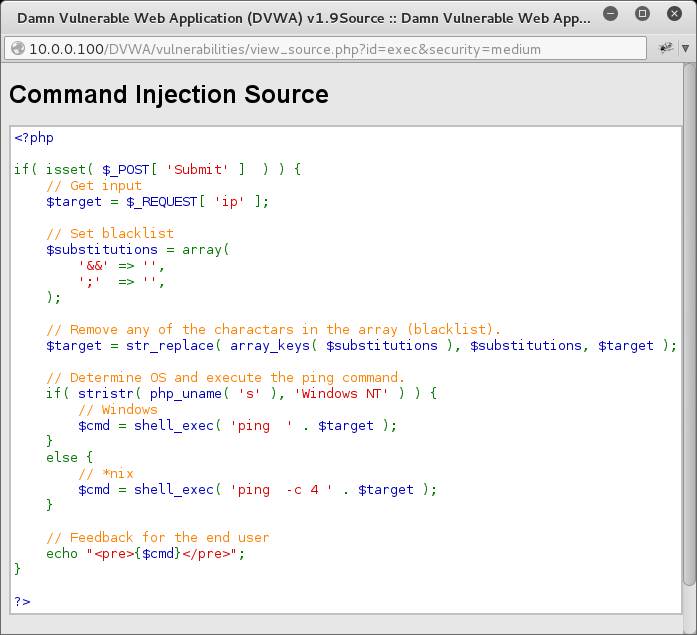 Damn Vulnerable Web Application (DVWA) v1.9Source :: Damn Vulnerable Web App...
10.0.0.100/DVWA/vulnerabilities/view_source.php?id=exec&security=medium
Command Injection Source
<?php
if( isset( $_POST[ 'Submit' ]  ) ) {
    // Get input
    $target = $_REQUEST[ 'ip' ];
    // Set blacklist
    $substitutions = array(
        '&&' => '',
        ';'  => '',
    );
    // Remove any of the charactars in the array (blacklist).
    $target = str_replace( array_keys( $substitutions ), $substitutions, $target );
    // Determine OS and execute the ping command.
    if( stristr( php_uname( 's' ), 'Windows NT' ) ) {
        // Windows
        $cmd = shell_exec( 'ping  ' . $target );
    }
    else {
        // *nix
        $cmd = shell_exec( 'ping  -c 4 ' . $target );
    }
    // Feedback for the end user
    echo "<pre>{$cmd}</pre>";
}
?>